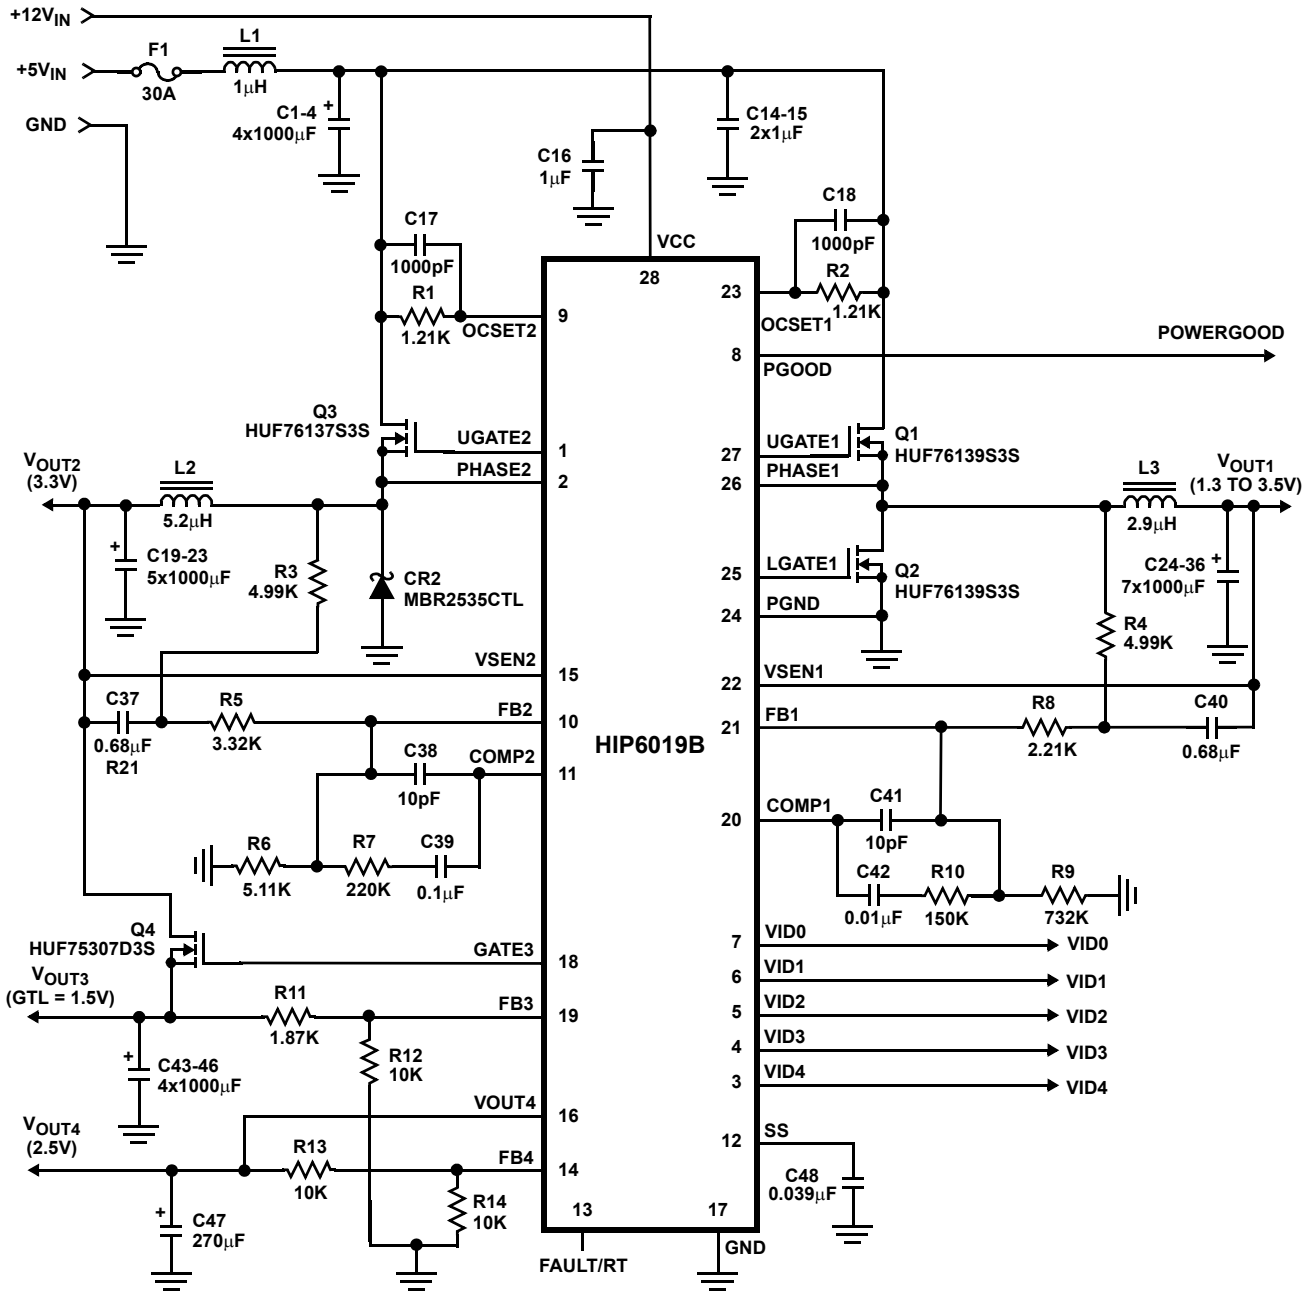 +12VIN
+5VIN
F1
30A
L1
1μH
GND
C1-4
4x1000μF
+
C14-15
2x1μF
C16
1μF
C17
1000pF
R1
1.21K
OCSET2
VCC
28
C18
1000pF
R2
1.21K
23
OCSET1
9
8
PGOOD
POWERGOOD
Q3
HUF76137S3S
UGATE2
1
PHASE2
2
27
UGATE1
Q1
HUF76139S3S
26
PHASE1
VOUT2
(3.3V)
L2
5.2μH
L3
2.9μH
VOUT1
(1.3 TO 3.5V)
+
C19-23
5x1000μF
R3
4.99K
CR2
MBR2535CTL
25
LGATE1
Q2
HUF76139S3S
24
PGND
C24-36
7x1000μF
+
R4
4.99K
VSEN2
15
22
VSEN1
C37
0.68μF
R21
R5
3.32K
FB2
10
21
FB1
R8
2.21K
C40
0.68μF
HIP6019B
C38
10pF
COMP2
11
20
COMP1
C41
10pF
R6
5.11K
R7
220K
C39
0.1μF
C42
0.01μF
R10
150K
R9
732K
Q4
HUF75307D3S
GATE3
18
7
VID0
VID0
6
VID1
VID1
5
VID2
VID2
4
VID3
VID3
3
VID4
VID4
VOUT3
(GTL = 1.5V)
R11
1.87K
FB3
19
+
C43-46
4x1000μF
R12
10K
VOUT4
16
12
SS
C48
0.039μF
VOUT4
(2.5V)
R13
10K
FB4
14
+
C47
270μF
R14
10K
13
FAULT/RT
17
GND